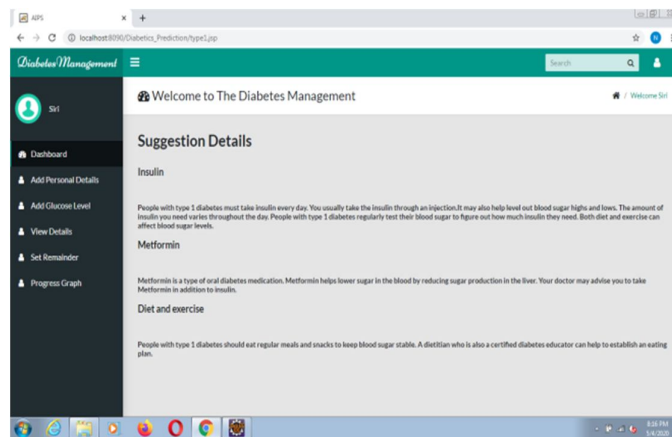 AIPS
localhost:8090/Diabetics_Prediction/type1.jsp
N
DiabetesManagement
Search
Siri
Welcome to The Diabetes Management
/ Welcome Siri
Dashboard
Add Personal Details
Add Glucose Level
View Details
Set Remainder
Progress Graph
Suggestion Details
Insulin
People with type 1 diabetes must take insulin every day. You usually take the insulin through an injection.It may also help level out blood sugar highs and lows. The amount of
insulin you need varies throughout the day. People with type 1 diabetes regularly test their blood sugar to figure out how much insulin they need. Both diet and exercise can
affect blood sugar levels.
Metformin
Metformin is a type of oral diabetes medication. Metformin helps lower sugar in the blood by reducing sugar production in the liver. Your doctor may advise you to take
Metformin in addition to insulin.
Diet and exercise
People with type 1 diabetes should eat regular meals and snacks to keep blood sugar stable. A dietitian who is also a certified diabetes educator can help to establish an eating
plan.
8:16 PM
5/4/2020